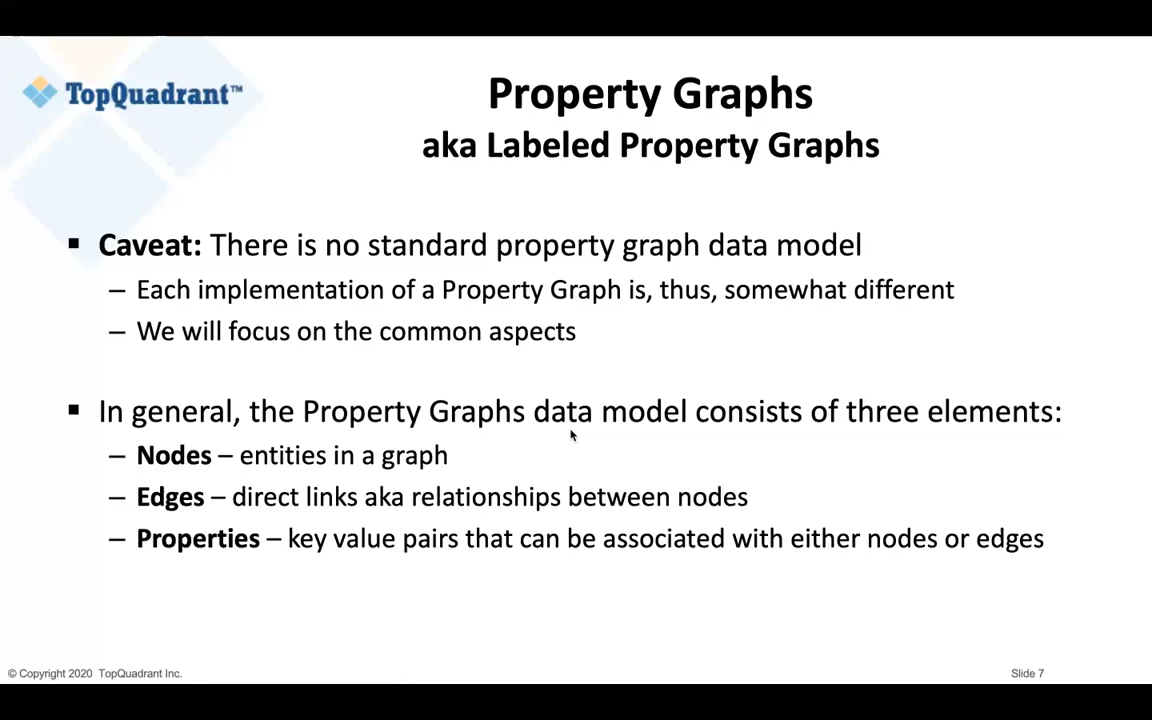 TopQuadrant™
Property Graphs
aka Labeled Property Graphs
▪ Caveat: There is no standard property graph data model
– Each implementation of a Property Graph is, thus, somewhat different
– We will focus on the common aspects
▪ In general, the Property Graphs data model consists of three elements:
– Nodes – entities in a graph
– Edges – direct links aka relationships between nodes
– Properties – key value pairs that can be associated with either nodes or edges
© Copyright 2020 TopQuadrant Inc.
Slide 7